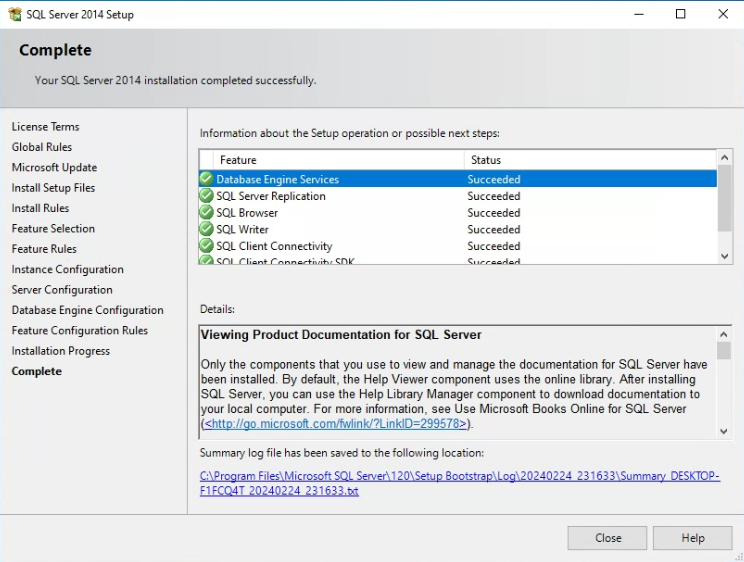 SQL Server 2014 Setup
Complete
Your SQL Server 2014 installation completed successfully.
License Terms
Global Rules
Microsoft Update
Install Setup Files
Install Rules
Feature Selection
Feature Rules
Instance Configuration
Server Configuration
Database Engine Configuration
Feature Configuration Rules
Installation Progress
Complete
Information about the Setup operation or possible next steps:
Feature Status
Database Engine Services Succeeded
SQL Server Replication Succeeded
SQL Browser Succeeded
SQL Writer Succeeded
SQL Client Connectivity Succeeded
SQL Client Connectivity SDK Succeeded
Details:
Viewing Product Documentation for SQL Server
Only the components that you use to view and manage the documentation for SQL Server have
been installed. By default, the Help Viewer component uses the online library. After installing
SQL Server, you can use the Help Library Manager component to download documentation to
your local computer. For more information, see Use Microsoft Books Online for SQL Server
(<http://go.microsoft.com/fwlink/?LinkID=299578>).
Summary log file has been saved to the following location:
C:\Program Files\Microsoft SQL Server\120\Setup Bootstrap\Log\20240224_231633\Summary_DESKTOP-
F1FCQ4T_20240224_231633.txt
Close
Help